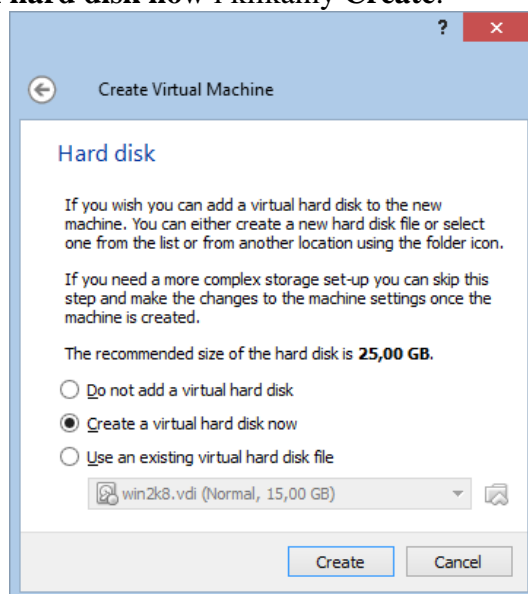 hard disk now i klikamy Create.
?
Create Virtual Machine
Hard disk
If you wish you can add a virtual hard disk to the new
machine. You can either create a new hard disk file or select
one from the list or from another location using the folder icon.
If you need a more complex storage set-up you can skip this
step and make the changes to the machine settings once the
machine is created.
The recommended size of the hard disk is 25,00 GB.
Do not add a virtual hard disk
Create a virtual hard disk now
Use an existing virtual hard disk file
win2k8.vdi (Normal, 15,00 GB)
Create Cancel